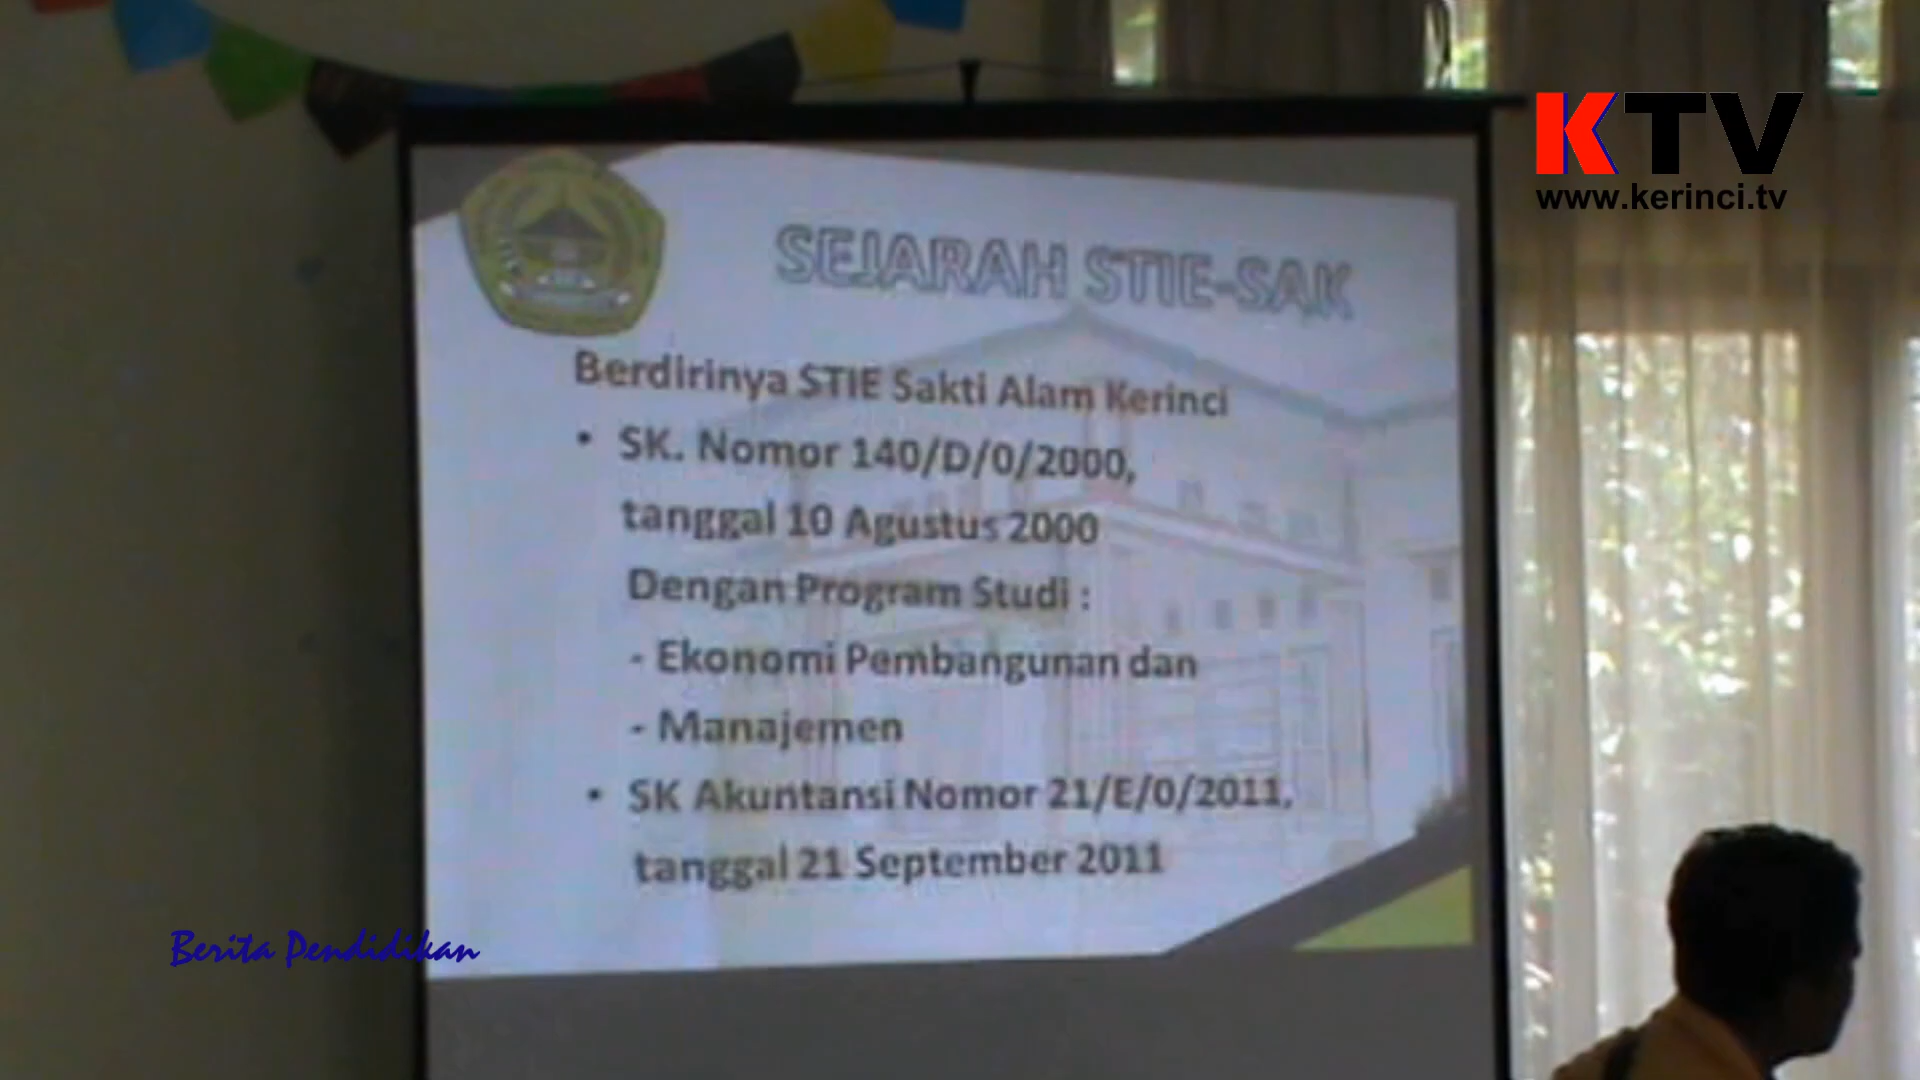 KTV
www.kerinci.tv
SEJARAH STIE-SAK
Berdirinya STIE Sakti Alam Kerinci
• SK. Nomor 140/D/0/2000,
tanggal 10 Agustus 2000
Dengan Program Studi :
- Ekonomi Pembangunan dan
- Manajemen
• SK Akuntansi Nomor 21/E/0/2011,
tanggal 21 September 2011
Berita Pendidikan